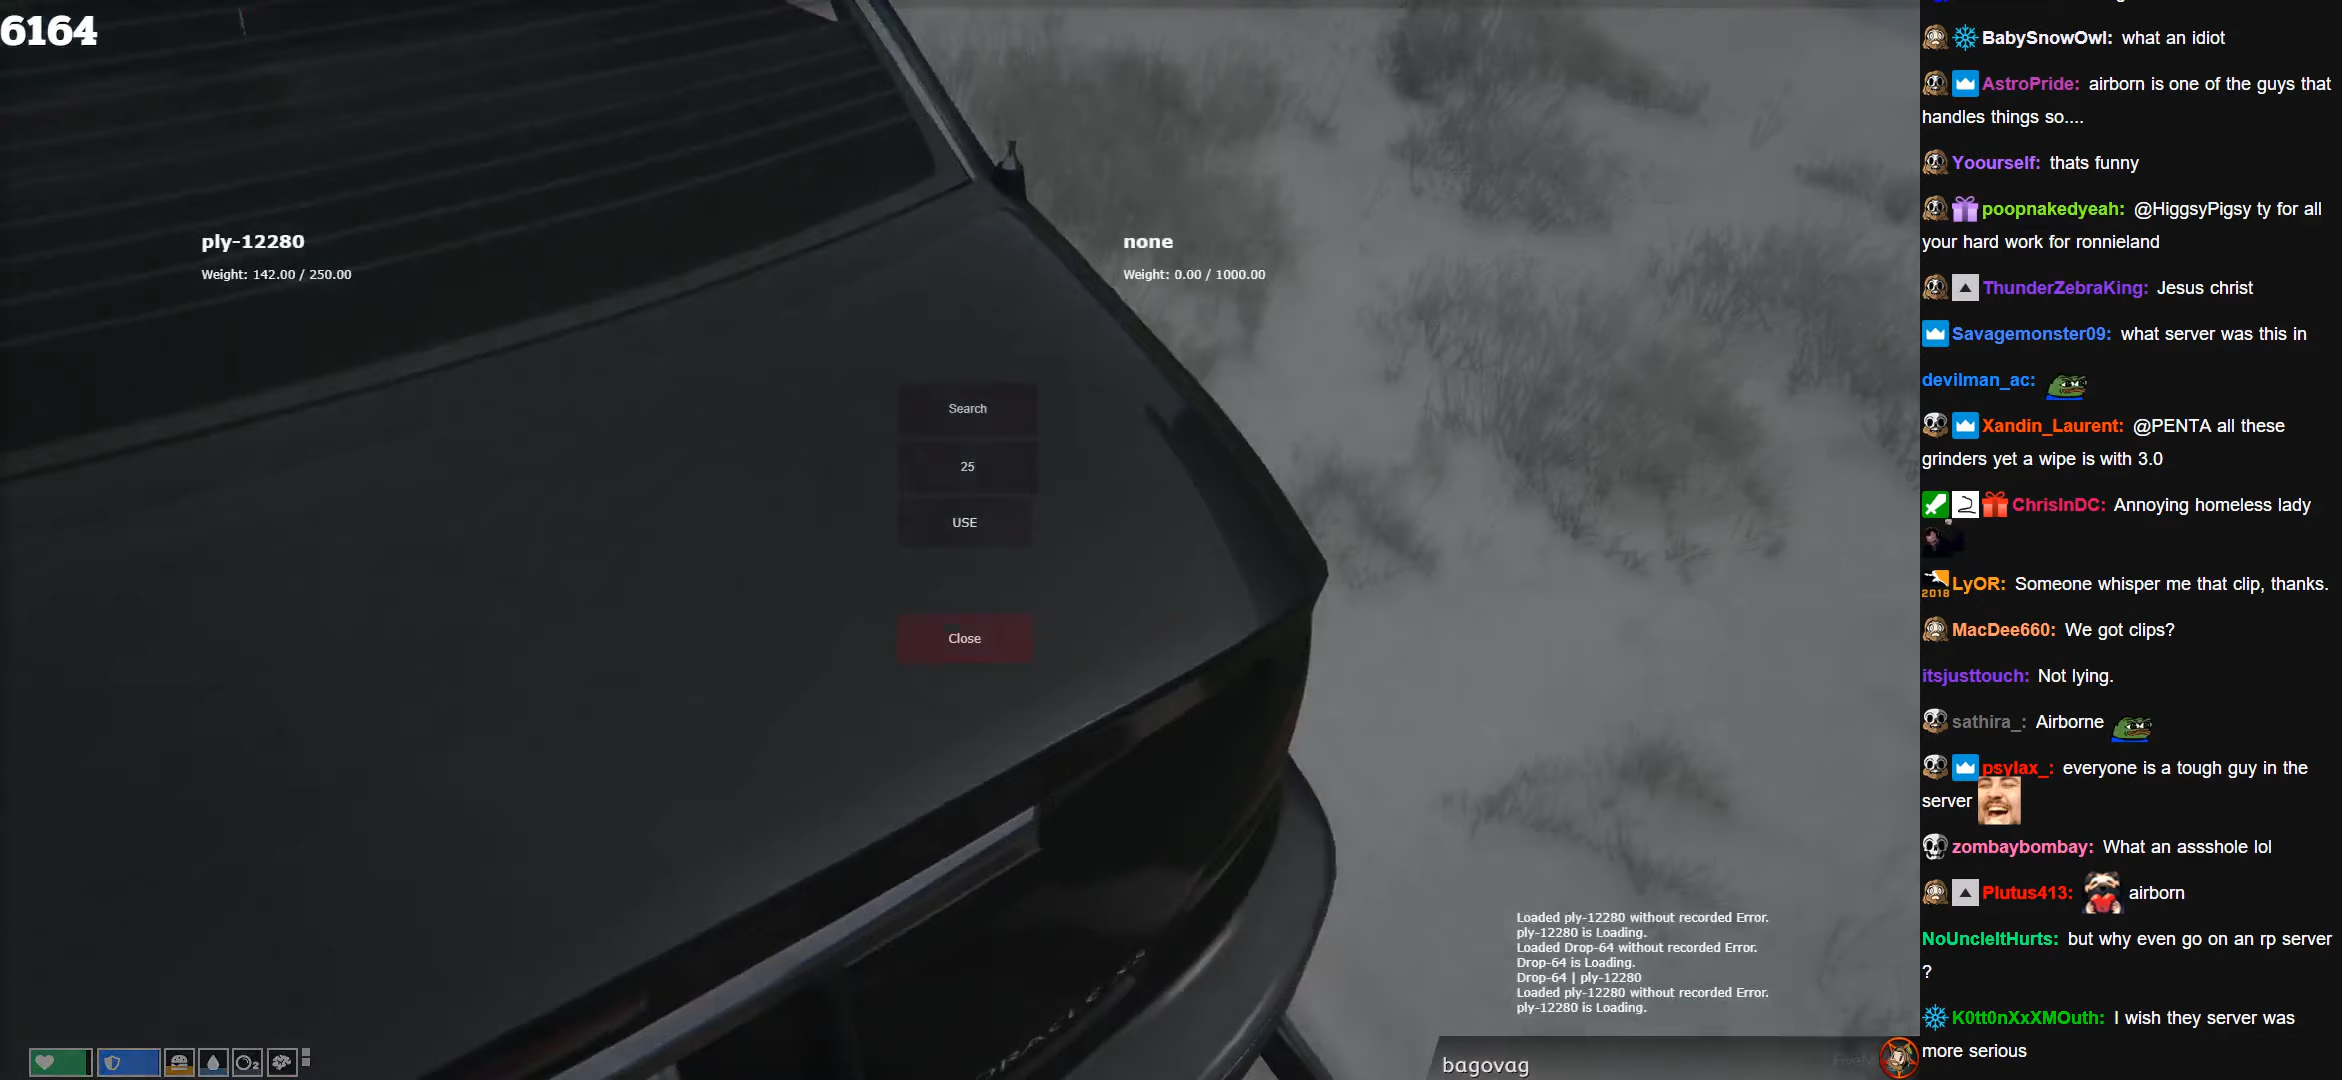 6164
ply-12280
Weight: 142.00 / 250.00
none
Weight: 0.00 / 1000.00
Search
25
USE
Close
Loaded ply-12280 without recorded Error.
ply-12280 is Loading.
Loaded Drop-64 without recorded Error.
Drop-64 is Loading.
Drop-64 | ply-12280
Loaded ply-12280 without recorded Error.
ply-12280 is Loading.
O2
bagovag
BabySnowOwl: what an idiot
AstroPride: airborn is one of the guys that
handles things so....
Yoourself: thats funny
poopnakedyeah: @HiggsyPigsy ty for all
your hard work for ronnieland
ThunderZebraKing: Jesus christ
Savagemonster09: what server was this in
devilman_ac:
Xandin_Laurent: @PENTA all these
grinders yet a wipe is with 3.0
2 ChrisInDC: Annoying homeless lady
2018 LyOR: Someone whisper me that clip, thanks.
MacDee660: We got clips?
itsjusttouch: Not lying.
sathira_: Airborne
psylax_: everyone is a tough guy in the
server
zombaybombay: What an assshole lol
Plutus413: airborn
NoUncleItHurts: but why even go on an rp server
?
K0tt0nXxXMOuth: I wish they server was
more serious